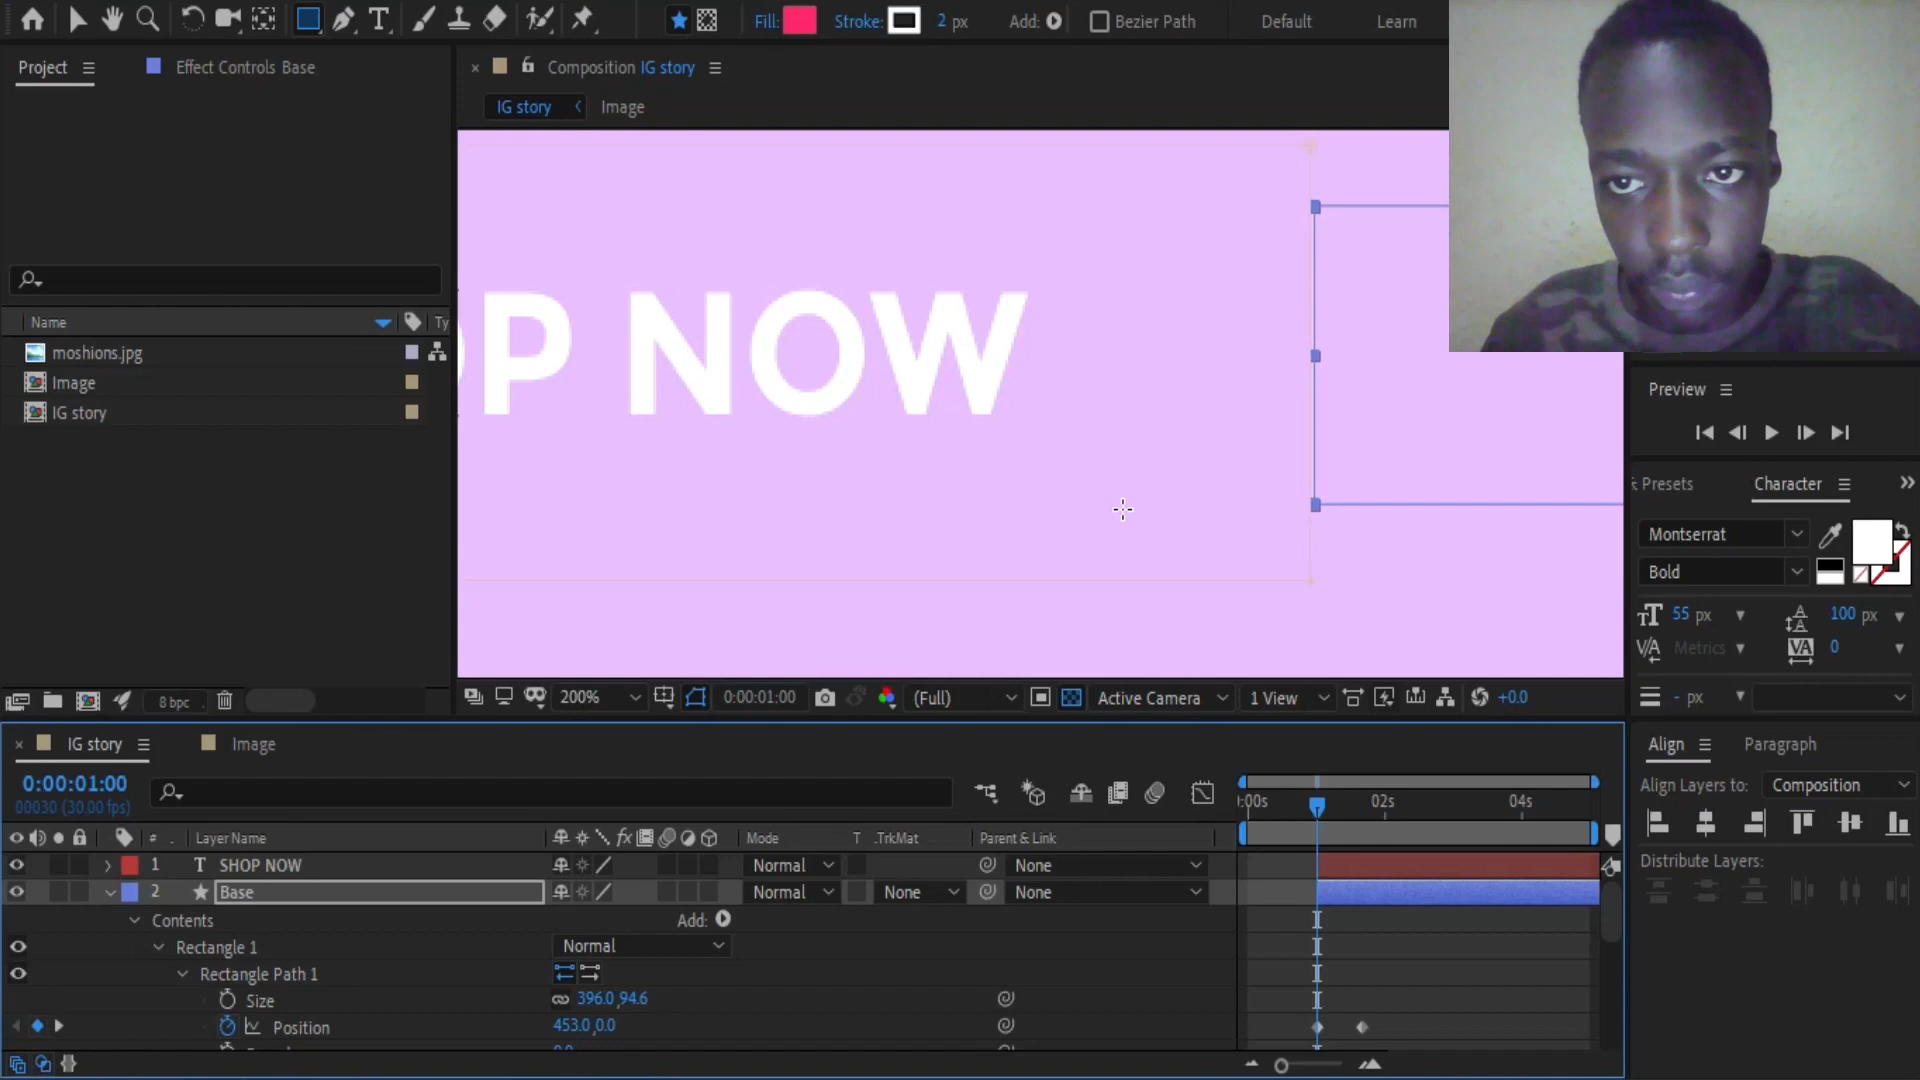 Fill: Stroke: 2 px Add: Bezier Path Default Learn
Project Effect Controls Base
Composition IG story
IG story Image
OP NOW
Name Ty
moshions.jpg
Image
IG story
8 bpc
200% 0:00:01:00 (Full) Active Camera 1 View +0.0
Preview
Presets Character
Montserrat
Bold
55 px 100 px
Metrics 0
- px
IG story Image
0:00:01:00
00030 (30.00 fps)
:00s 02s 04s
# Layer Name Mode T .TrkMat Parent & Link
1 T SHOP NOW Normal None
2 Base Normal None None
Contents Add:
Rectangle 1 Normal
Rectangle Path 1
Size 396.0,94.6
Position 453.0,0.0
Align Paragraph
Align Layers to: Composition
Distribute Layers: